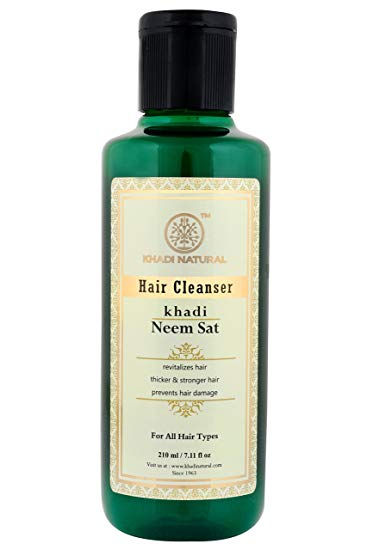 TM
KHADI NATURAL
Hair Cleanser
khadi
Neem Sat
revitalizes hair
thicker & stronger hair
prevents hair damage
For All Hair Types
210 ml / 7.11 fl oz
Visit us at : www.khadinatural.com
Since 1963